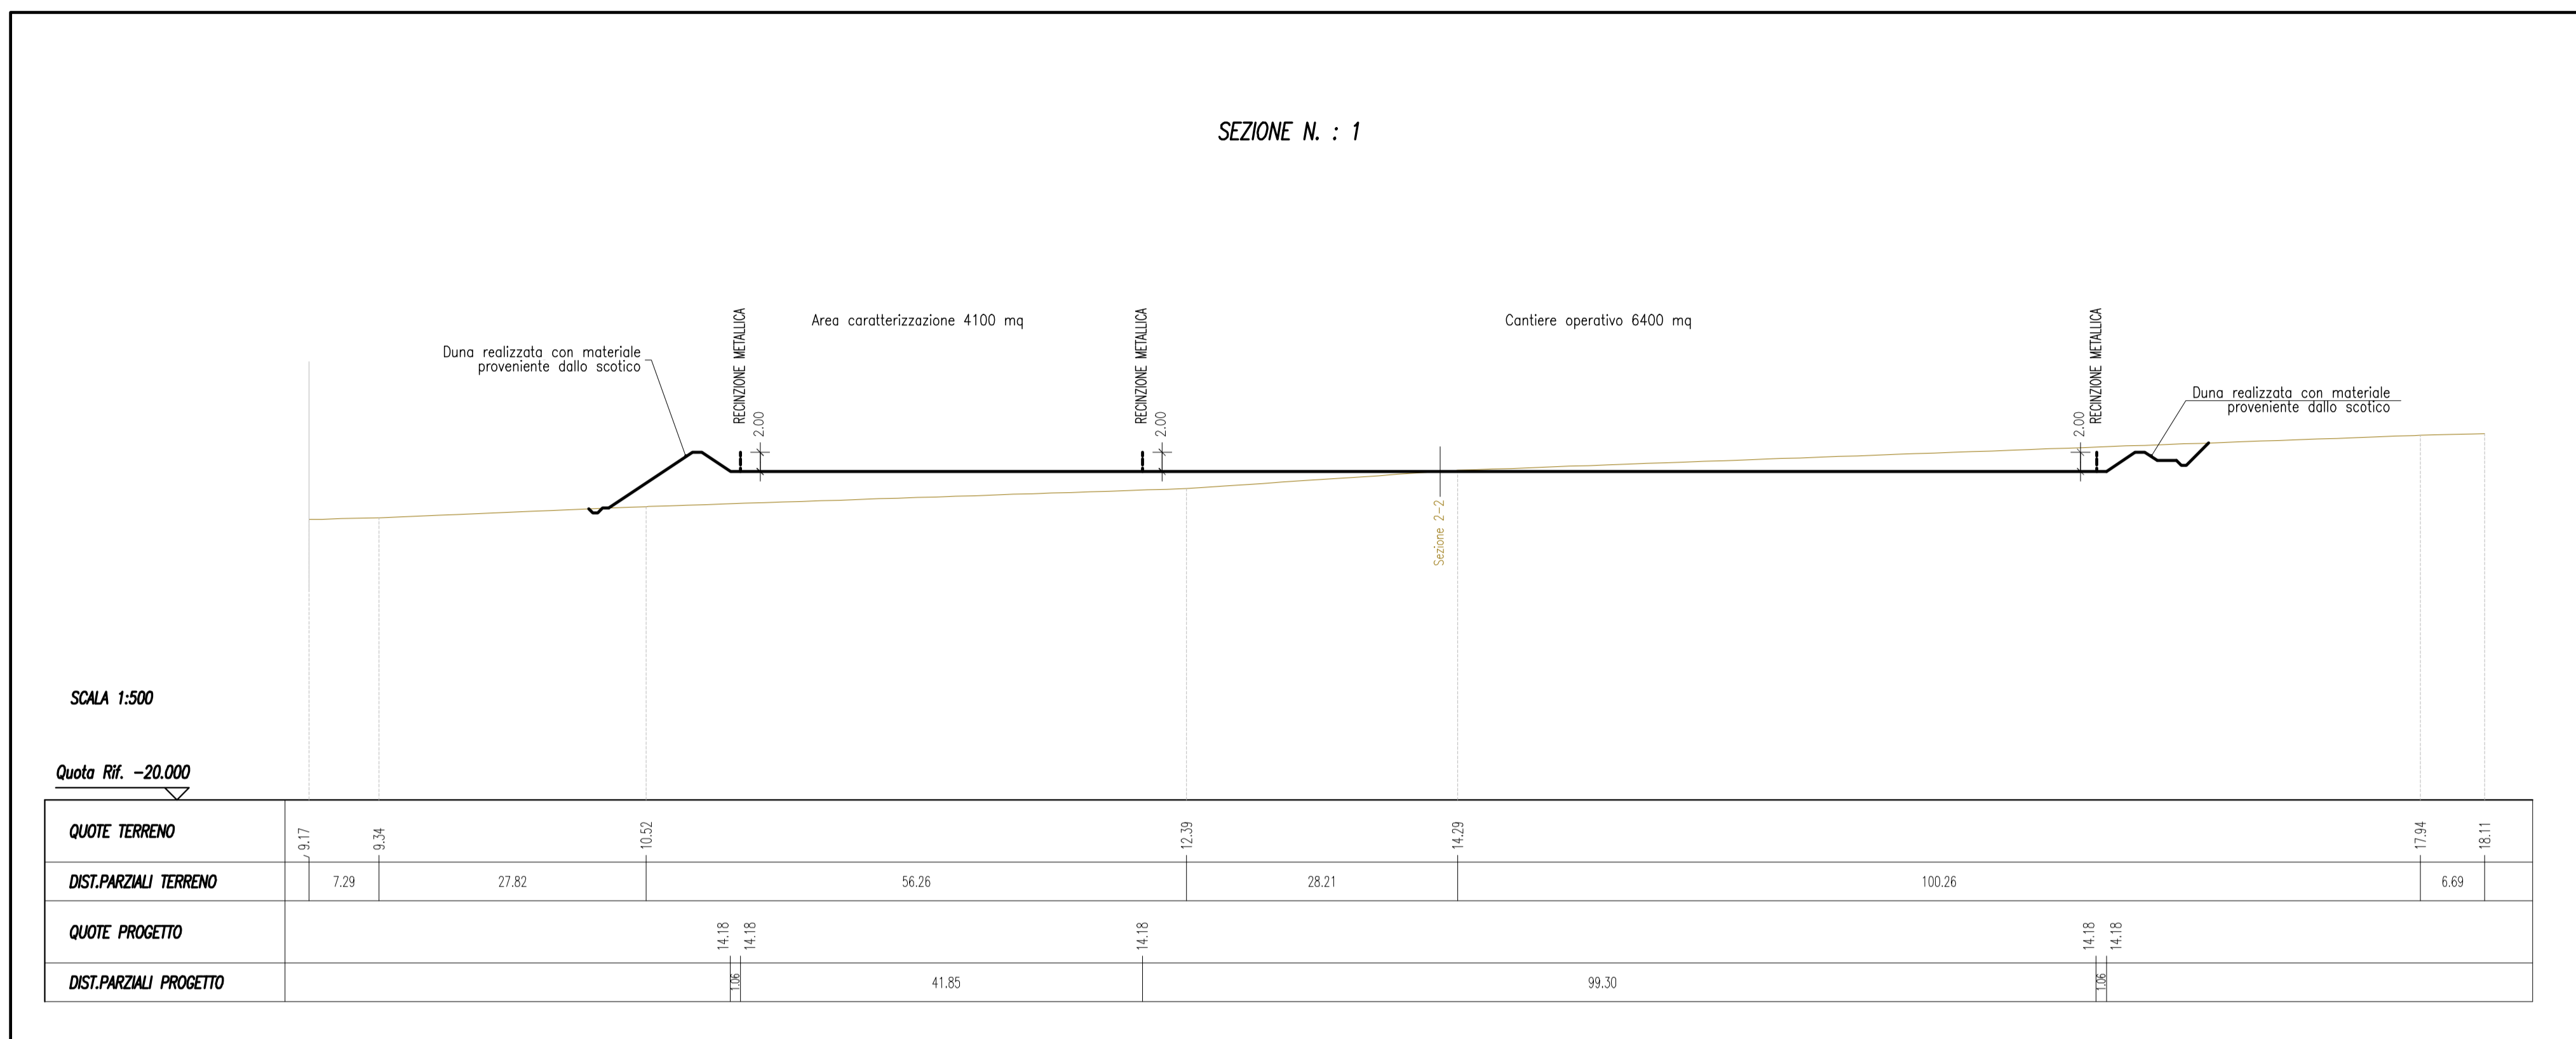 SEZIONE N. : 1
RECINZIONE METALLICA
Area caratterizzazione 4100 mq
RECINZIONE METALLICA
Cantiere operativo 6400 mq
RECINZIONE METALLICA
Duna realizzata con materiale
proveniente dallo scotico
Duna realizzata con materiale
proveniente dallo scotico
2.00
2.00
2.00
Sezione 2-2
SCALA 1:500
Quota Rif. -20.000
QUOTE TERRENO
9.17
9.34
10.52
12.39
14.29
17.94
18.11
DIST.PARZIALI TERRENO
7.29
27.82
56.26
28.21
100.26
6.69
QUOTE PROGETTO
14.18
14.18
14.18
14.18
14.18
DIST.PARZIALI PROGETTO
1.06
41.85
99.30
1.06